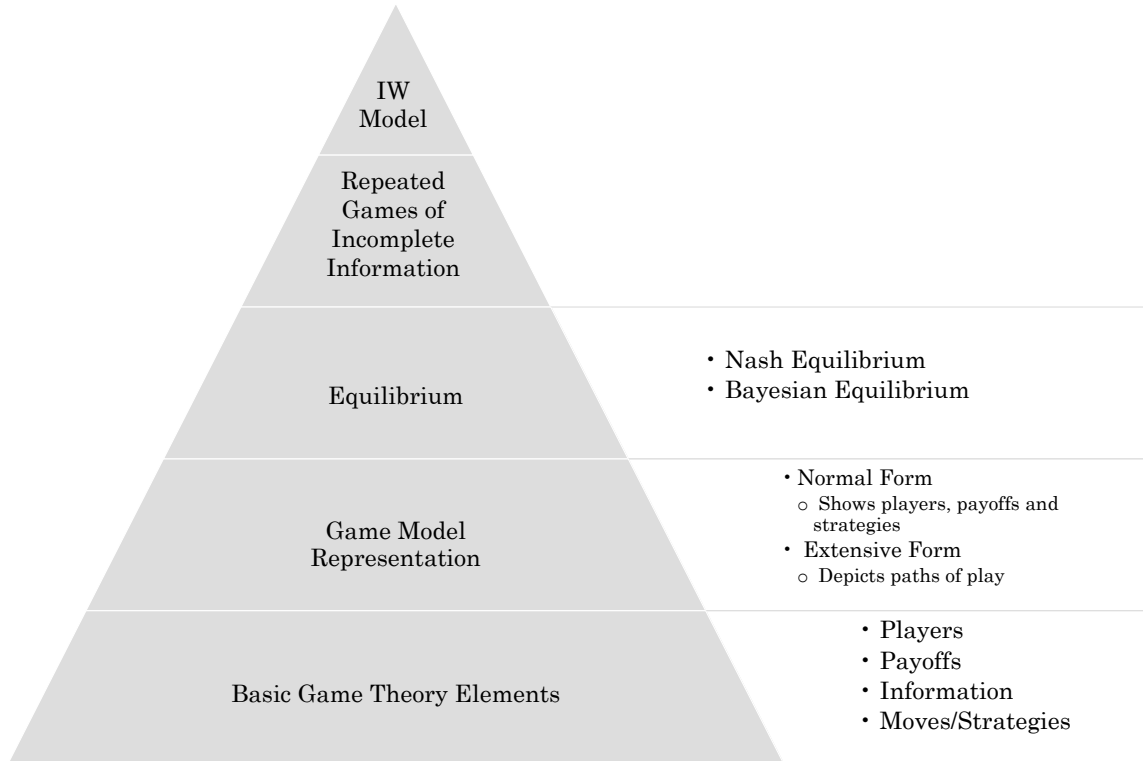 IW
Model
Repeated
Games of
Incomplete
Information
Equilibrium
• Nash Equilibrium
• Bayesian Equilibrium
Game Model
Representation
• Normal Form
o Shows players, payoffs and
strategies
• Extensive Form
o Depicts paths of play
Basic Game Theory Elements
• Players
• Payoffs
• Information
• Moves/Strategies